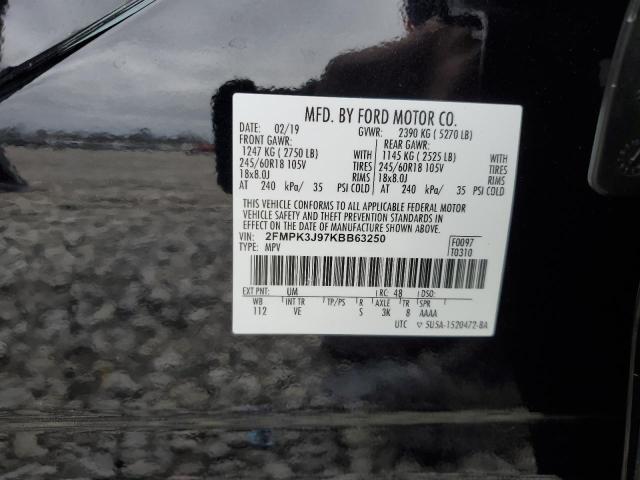 MFD. BY FORD MOTOR CO.
DATE: 02/19 GVWR: 2390 KG ( 5270 LB)
FRONT GAWR: REAR GAWR:
1247 KG ( 2750 LB) WITH 1145 KG ( 2525 LB) WITH
245/60R18 105V TIRES 245/60R18 105V TIRES
18x8.0J RIMS 18x8.0J RIMS
AT 240 kPa/ 35 PSI COLD AT 240 kPa/ 35 PSI COLD
THIS VEHICLE CONFORMS TO ALL APPLICABLE FEDERAL MOTOR
VEHICLE SAFETY AND THEFT PREVENTION STANDARDS IN
EFFECT ON THE DATE OF MANUFACTURE SHOWN ABOVE.
VIN: 2FMPK3J97KBB63250 F0097
TYPE: MPV T0310
EXT PNT: UM RC: 48 DSO:
WB INT TR TP/PS R AXLE TR SPR
112 VE S 3K 8 AAAA
UTC ▽ 5U5A-1520472-BA